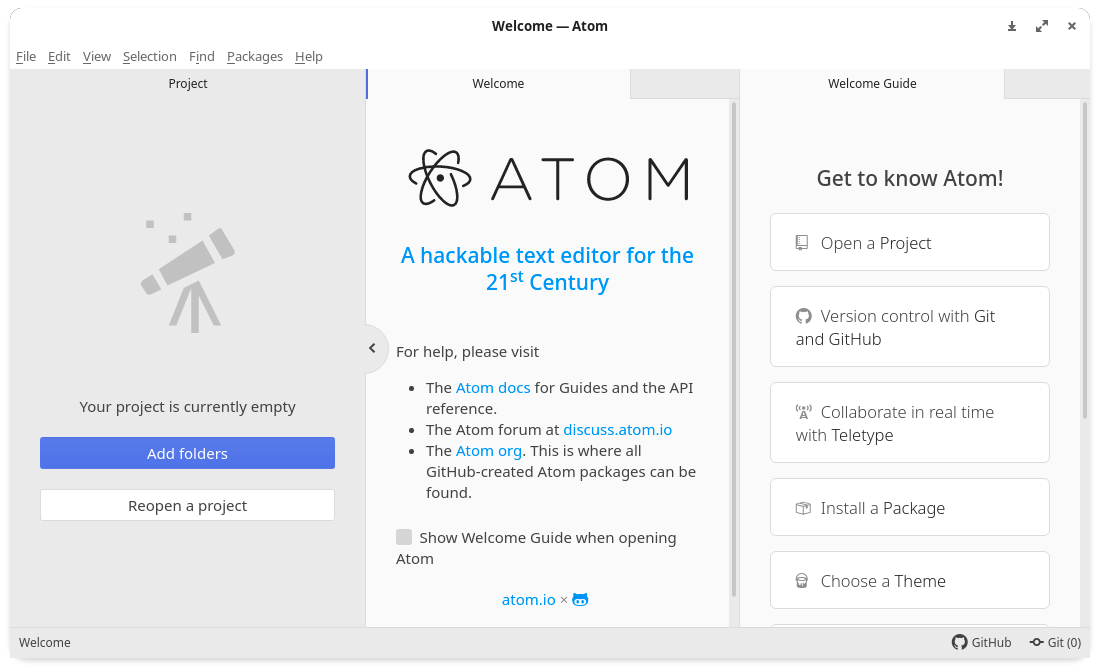 Welcome — Atom
File Edit View Selection Find Packages Help
Project
Your project is currently empty
Add folders
Reopen a project
Welcome
ATOM
A hackable text editor for the
21st Century
For help, please visit
• The Atom docs for Guides and the API
reference.
• The Atom forum at discuss.atom.io
• The Atom org. This is where all
GitHub-created Atom packages can be
found.
Show Welcome Guide when opening
Atom
atom.io ×
Welcome Guide
Get to know Atom!
Open a Project
Version control with Git
and GitHub
Collaborate in real time
with Teletype
Install a Package
Choose a Theme
Welcome
GitHub Git (0)